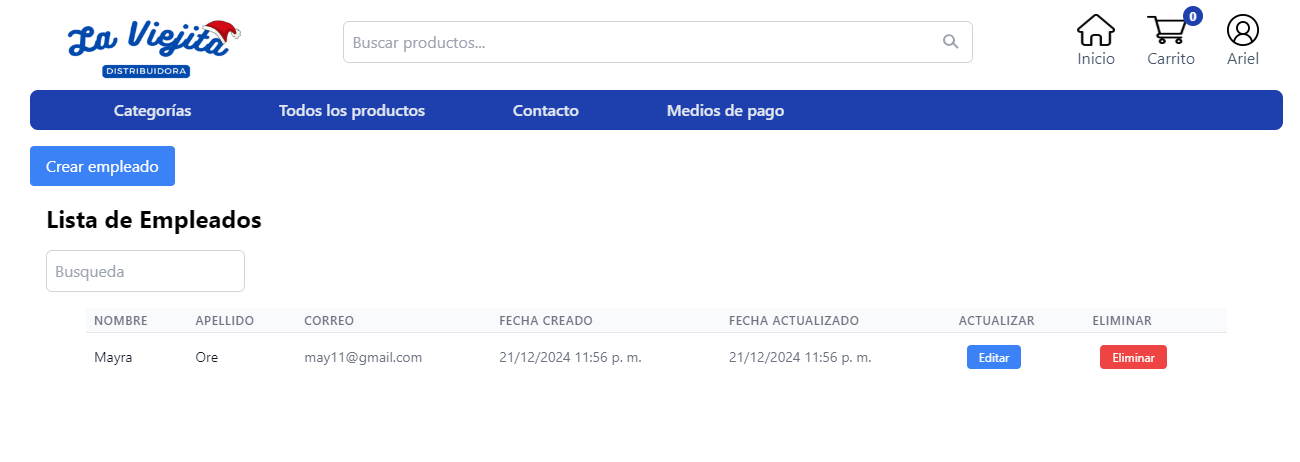 La Viejita
DISTRIBUIDORA
Buscar productos...
0
Inicio
Carrito
Ariel
Categorías Todos los productos Contacto Medios de pago
Crear empleado
Lista de Empleados
Busqueda
NOMBRE APELLIDO CORREO FECHA CREADO FECHA ACTUALIZADO ACTUALIZAR ELIMINAR
Mayra Ore may11@gmail.com 21/12/2024 11:56 p. m. 21/12/2024 11:56 p. m. Editar Eliminar